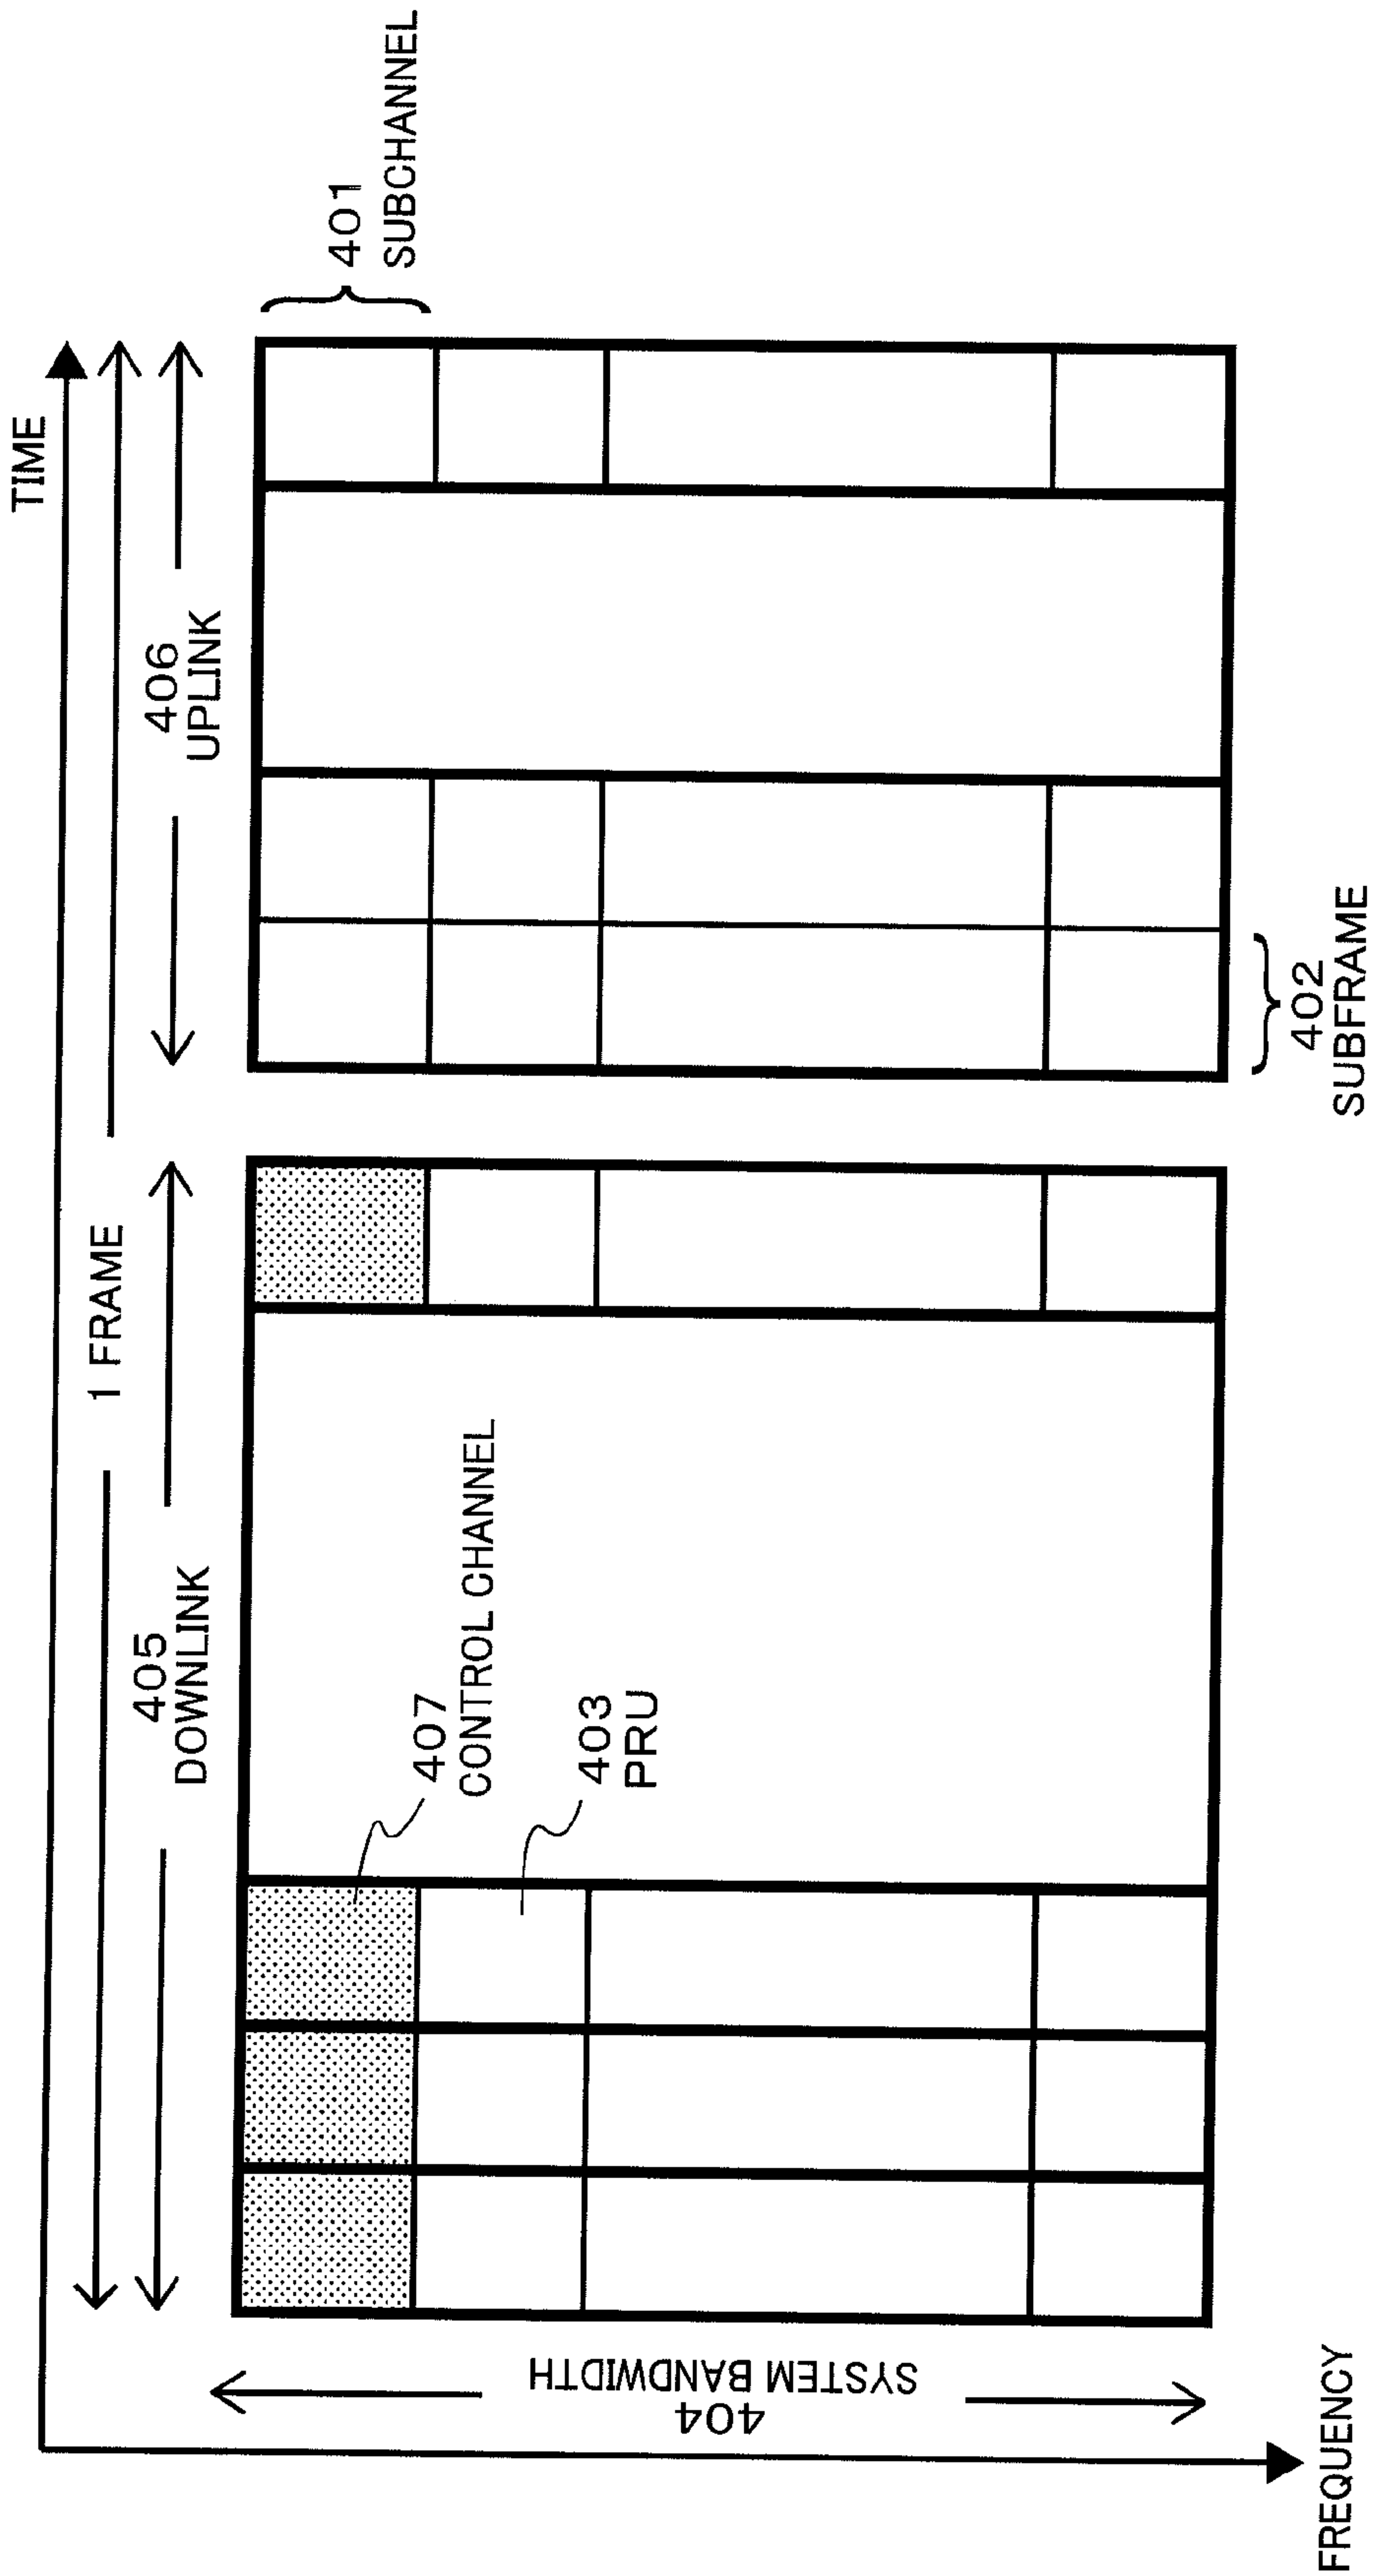 TIME
1 FRAME
405
DOWNLINK
406
UPLINK
401
SUBCHANNEL
407
CONTROL CHANNEL
403
PRU
404
SYSTEM BANDWIDTH
402
SUBFRAME
FREQUENCY